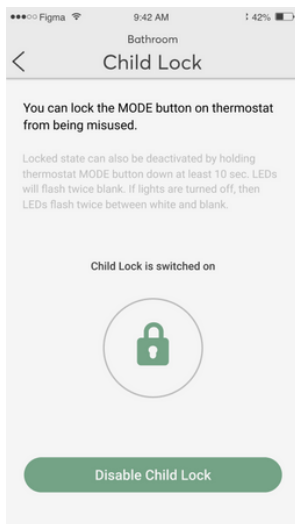 Figma 9:42 AM 42%
Bathroom
Child Lock
You can lock the MODE button on thermostat
from being misused.
Locked state can also be deactivated by holding
thermostat MODE button down at least 10 sec. LEDs
will flash twice blank. If lights are turned off, then
LEDs flash twice between white and blank.
Child Lock is switched on
Disable Child Lock